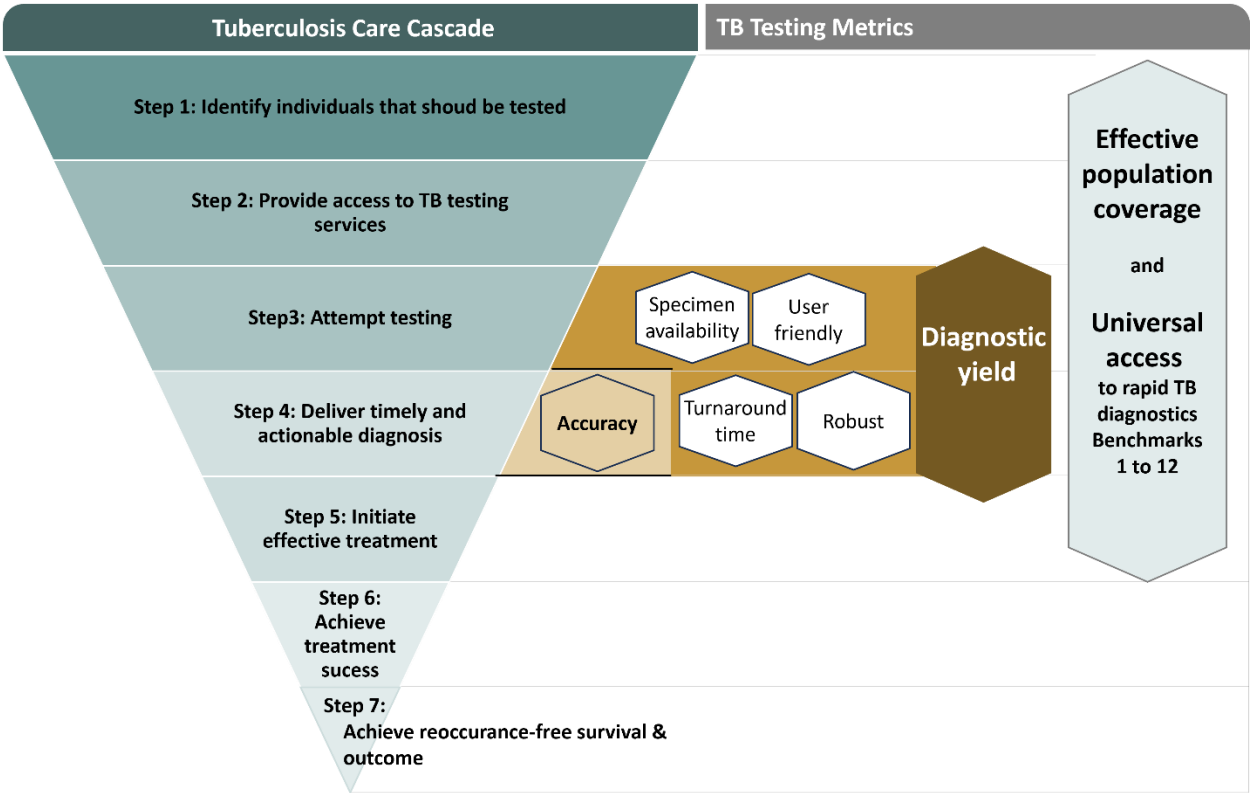 Tuberculosis Care Cascade
TB Testing Metrics
Step 1: Identify individuals that shoud be tested
Step 2: Provide access to TB testing
services
Step3: Attempt testing
Specimen
availability
User
friendly
Step 4: Deliver timely and
actionable diagnosis
Accuracy
Turnaround
time
Robust
Diagnostic
yield
Effective
population
coverage
and
Universal
access
to rapid TB
diagnostics
Benchmarks
1 to 12
Step 5: Initiate
effective treatment
Step 6:
Achieve
treatment
sucess
Step 7:
Achieve reoccurance-free survival &
outcome